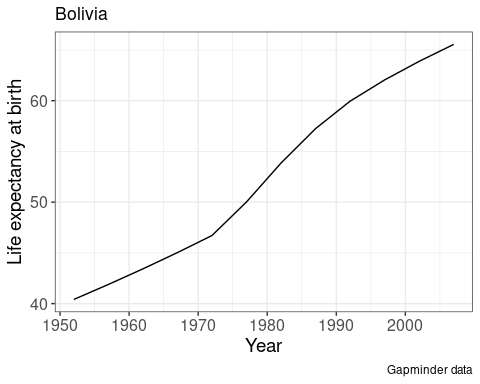 Bolivia
Life expectancy at birth
60
50
40
1950 1960 1970 1980 1990 2000
Year
Gapminder data